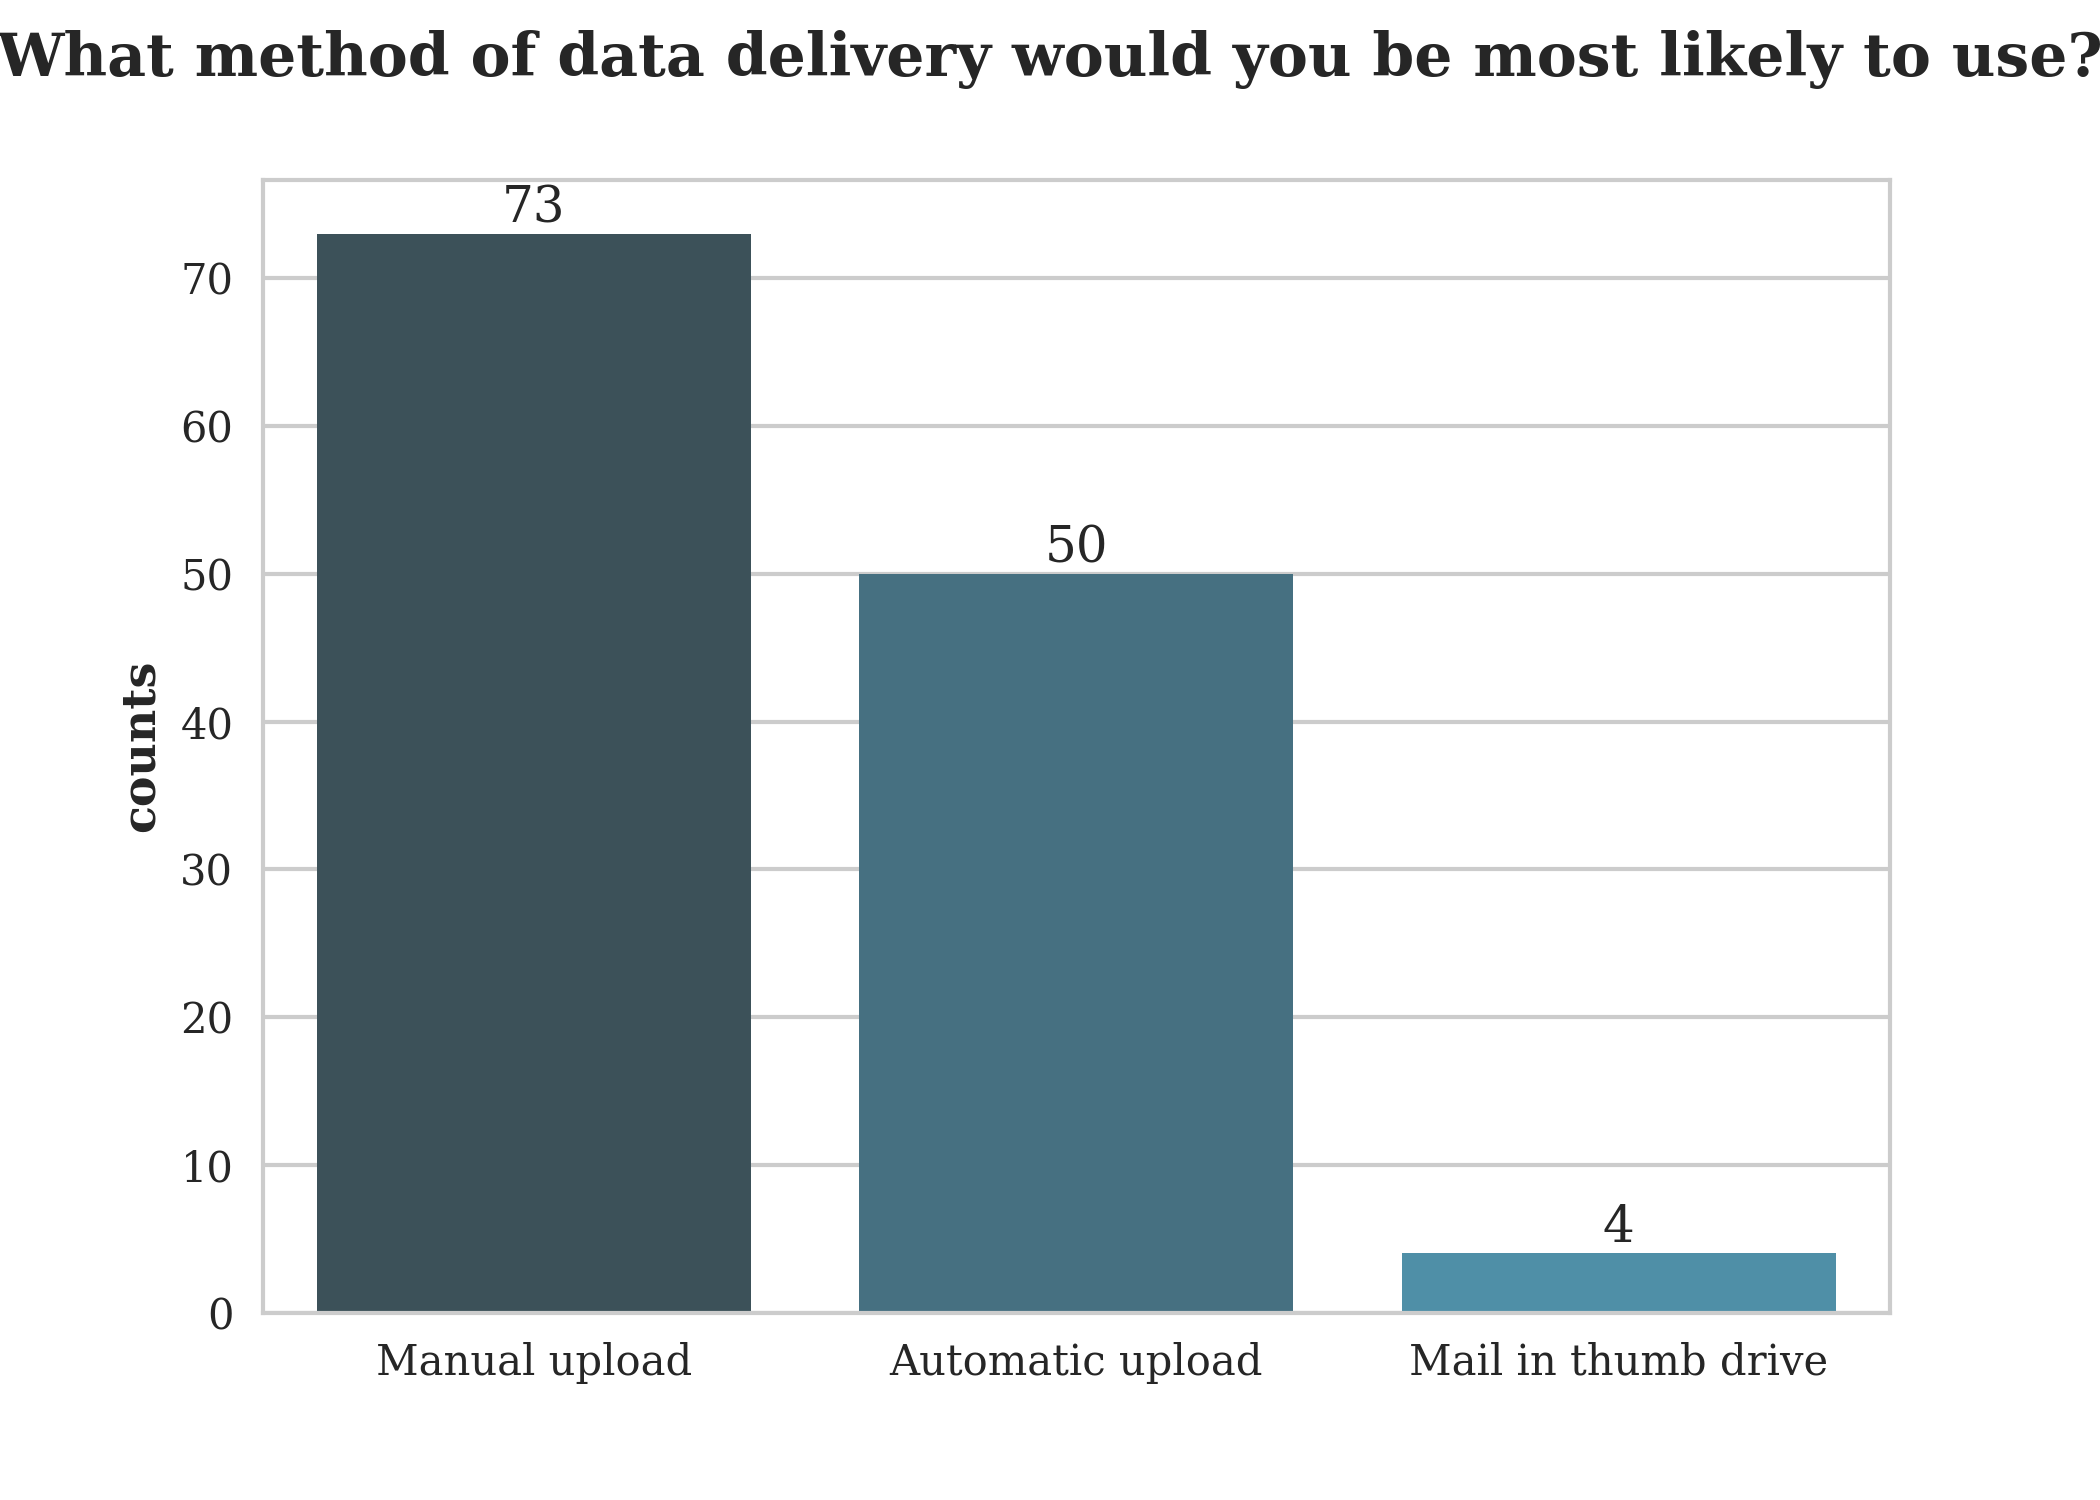 What method of data delivery would you be most likely to use?
73
70
60
50
50
counts
40
30
20
10
4
0
Manual upload
Automatic upload
Mail in thumb drive